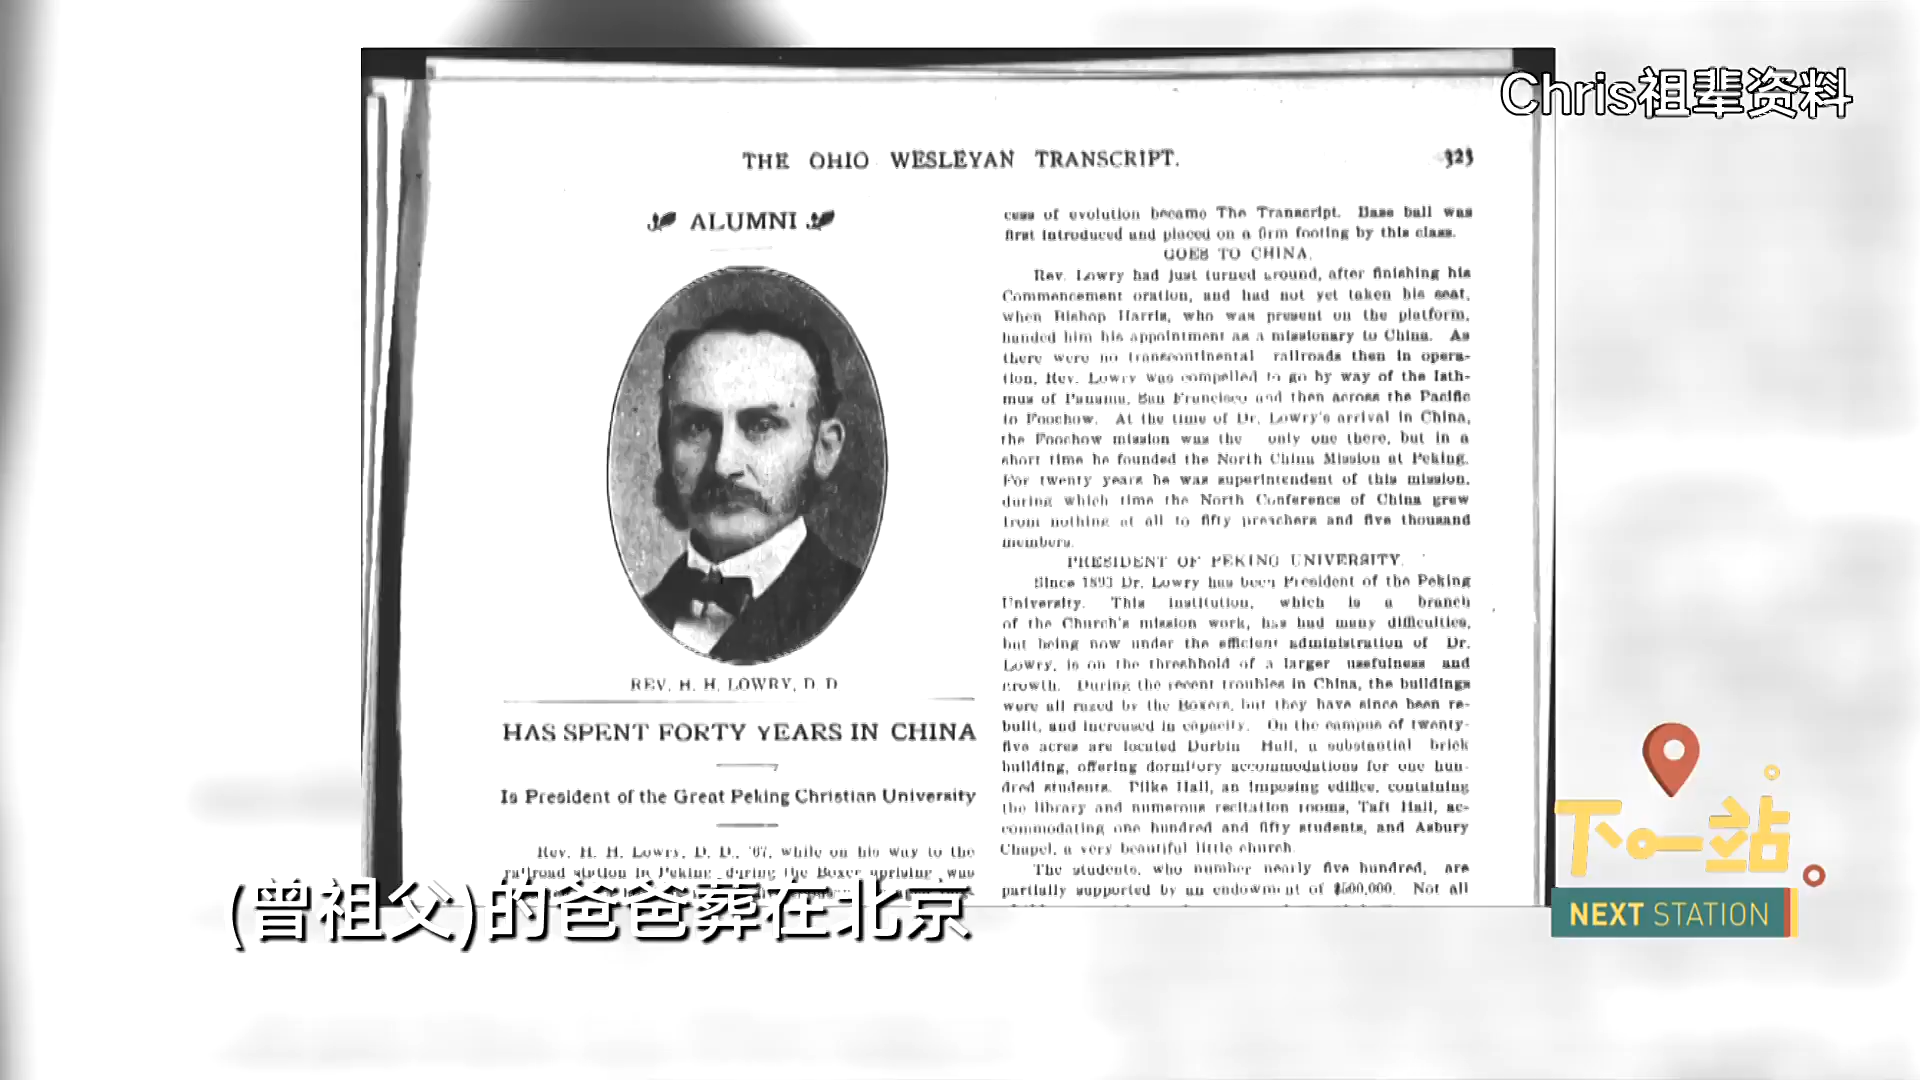 Chris祖辈资料
THE OHIO WESLEYAN TRANSCRIPT.
323
ALUMNI
REV. H. H. LOWRY, D. D
HAS SPENT FORTY YEARS IN CHINA
Is President of the Great Peking Christian University
Rev. H. H. Lowry, D. D., '67, while on his way to the
railroad station in Peking during the Boxer uprising was
cess of evolution became The Transcript. Base ball was
first introduced and placed on a firm footing by this class.
GOES TO CHINA.
Rev. Lowry had just turned around, after finishing his
Commencement oration, and had not yet taken his seat,
when Bishop Harris, who was present on the platform,
handed him his appointment as a missionary to China. As
there were no transcontinental railroads then in opera-
tion, Rev. Lowry was compelled to go by way of the Isth-
mus of Panama, San Francisco and then across the Pacific
to Foochow. At the time of Dr. Lowry's arrival in China,
the Foochow mission was the only one there, but in a
short time he founded the North China Mission at Peking.
For twenty years he was superintendent of this mission,
during which time the North Conference of China grew
from nothing at all to fifty preachers and five thousand
members.
PRESIDENT OF PEKING UNIVERSITY.
Since 1893 Dr. Lowry has been President of the Peking
University. This institution, which is a branch
of the Church's mission work, has had many difficulties,
but being now under the efficient administration of Dr.
Lowry, is on the threshhold of a larger usefulness and
growth. During the recent troubles in China, the buildings
were all razed by the Boxers, but they have since been re-
built, and increased in capacity. On the campus of twenty-
five acres are located Durbin Hall, a substantial brick
building, offering dormitory accommodations for one hun-
dred students. Pilke Hall, an imposing edifice, containing
the library and numerous recitation rooms, Taft Hall, ac-
commodating one hundred and fifty students, and Asbury
Chapel, a very beautiful little church.
The students, who number nearly five hundred, are
partially supported by an endowment of $500,000. Not all
(曾祖父)的爸爸葬在北京
下一站
NEXT STATION